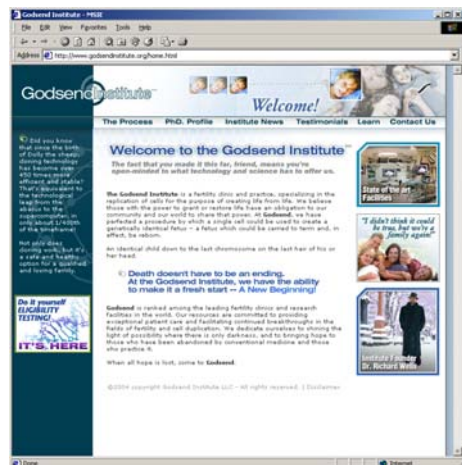 Godsend Institute - MSIE
File Edit View Favorites Tools Help
Address http://www.godsendinstitute.org/home.html
Godsend Institute™
Welcome!
The Process PhD. Profile Institute News Testimonials Learn Contact Us
Did you know
that since the birth
of Dolly the sheep,
cloning technology
has become over
450 times more
efficient and stable?
That's equivalent to
the technological
leap from the
abacus to the
supercomputer, in
only about 1/400th
of the timeframe!
Not only does
cloning work, but it's
a safe and healthy
option for a qualified
and loving family.
Do it yourself
ELIGIBILITY
TESTING!
IT'S HERE
Welcome to the Godsend Institute™
The fact that you made it this far, friend, means you're
open-minded to what technology and science has to offer us.
The Godsend Institute is a fertility clinic and practice, specializing in the
replication of cells for the purpose of creating life from life. We believe
those with the power to grant or restore life have an obligation to our
community and our world to share that power. At Godsend, we have
perfected a procedure by which a single cell could be used to create a
genetically identical fetus – a fetus which could be carried to term and, in
effect, be reborn.
An identical child down to the last chromosome on the last hair of his or
her head.
Death doesn't have to be an ending.
At Godsend Institute, we have the ability
to make it a fresh start -- A New Beginning!
Godsend is ranked among the leading fertility clinics and research
facilities in the world. Our resources are committed to providing
exceptional patient care and facilitating continued breakthroughs in the
fields of fertility and cell duplication. We dedicate ourselves to shining the
light of possibility where there is only darkness, and to bringing hope to
those who have been abandoned by conventional medicine and those
who practice it.
When all hope is lost, come to Godsend.
©2004 copyright Godsend Institute LLC - All rights reserved. | Disclaimer
State of the art
Facilities
"I didn't think it could
be true, but we're a
family again!"
Institute Founder
Dr. Richard Wells
Done
Internet